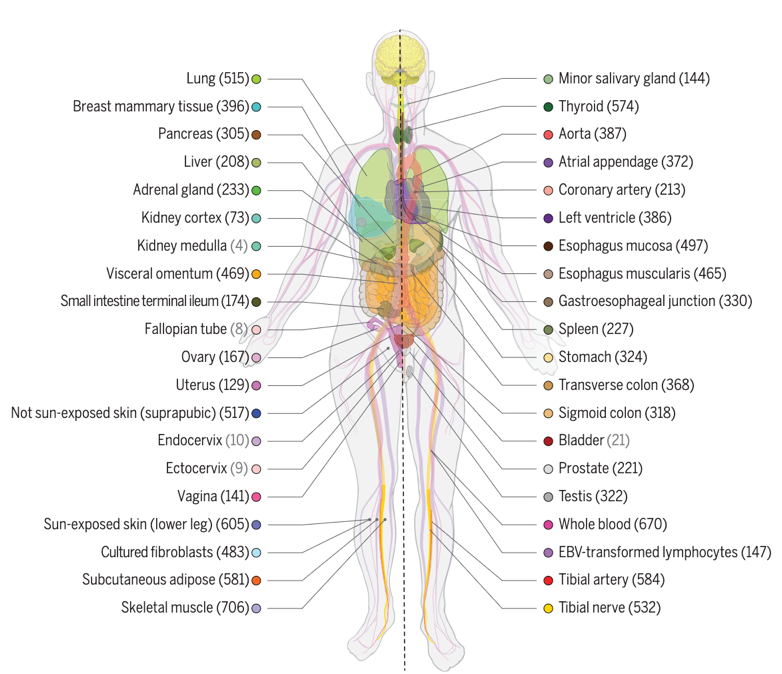 Lung (515)
Breast mammary tissue (396)
Pancreas (305)
Liver (208)
Adrenal gland (233)
Kidney cortex (73)
Kidney medulla (4)
Visceral omentum (469)
Small intestine terminal ileum (174)
Fallopian tube (8)
Ovary (167)
Uterus (129)
Not sun-exposed skin (suprapubic) (517)
Endocervix (10)
Ectocervix (9)
Vagina (141)
Sun-exposed skin (lower leg) (605)
Cultured fibroblasts (483)
Subcutaneous adipose (581)
Skeletal muscle (706)
Minor salivary gland (144)
Thyroid (574)
Aorta (387)
Atrial appendage (372)
Coronary artery (213)
Left ventricle (386)
Esophagus mucosa (497)
Esophagus muscularis (465)
Gastroesophageal junction (330)
Spleen (227)
Stomach (324)
Transverse colon (368)
Sigmoid colon (318)
Bladder (21)
Prostate (221)
Testis (322)
Whole blood (670)
EBV-transformed lymphocytes (147)
Tibial artery (584)
Tibial nerve (532)